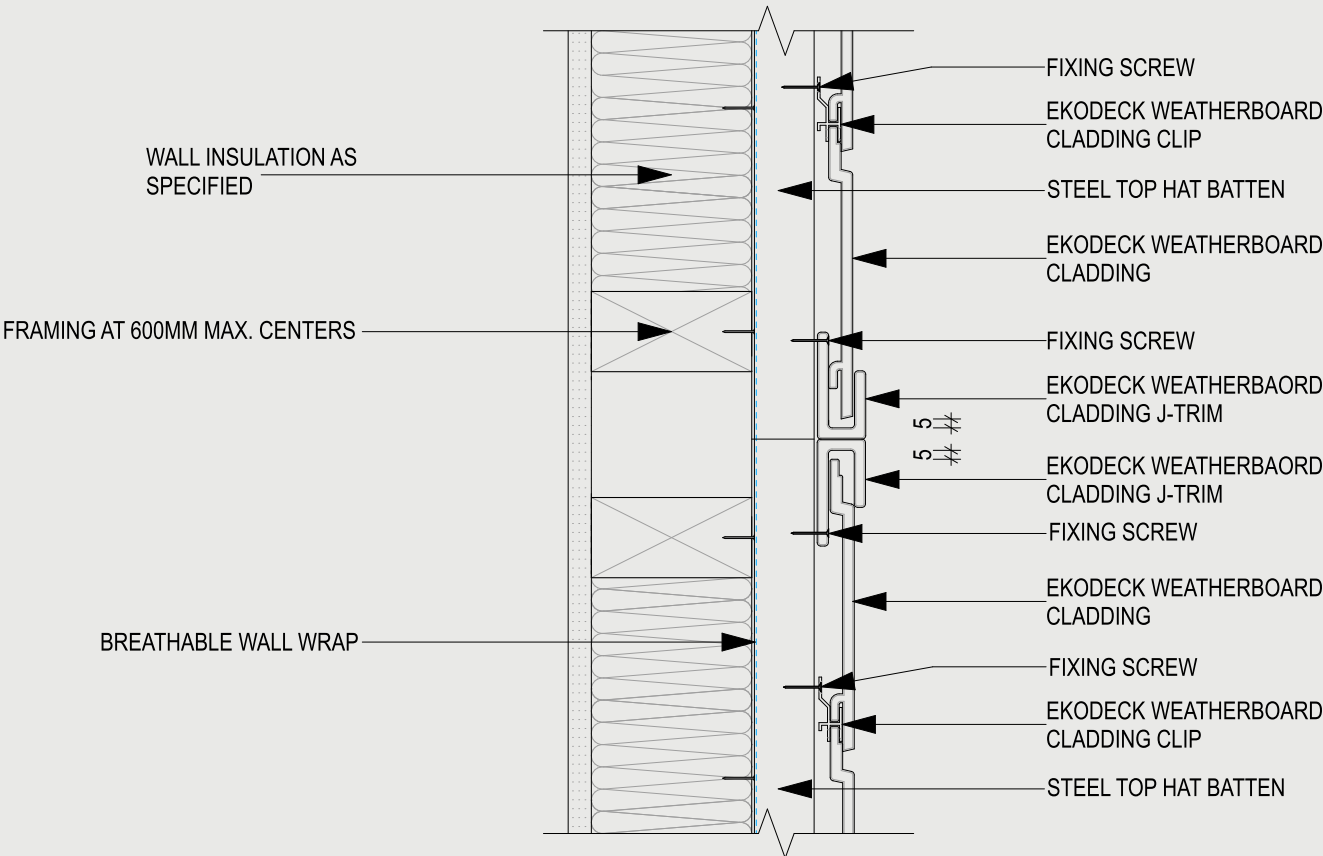 FIXING SCREW
EKODECK WEATHERBOARD
CLADDING CLIP
WALL INSULATION AS
SPECIFIED
STEEL TOP HAT BATTEN
EKODECK WEATHERBOARD
CLADDING
FRAMING AT 600MM MAX. CENTERS
FIXING SCREW
EKODECK WEATHERBAORD
CLADDING J-TRIM
5
5
EKODECK WEATHERBAORD
CLADDING J-TRIM
FIXING SCREW
EKODECK WEATHERBOARD
CLADDING
BREATHABLE WALL WRAP
FIXING SCREW
EKODECK WEATHERBOARD
CLADDING CLIP
STEEL TOP HAT BATTEN